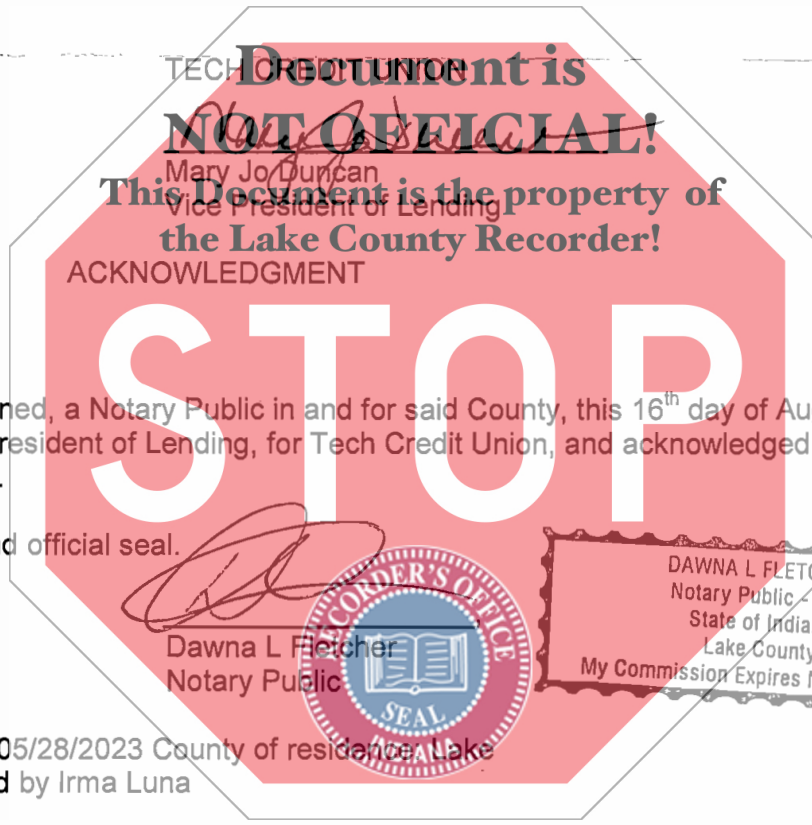 TECH CREDIT UNION
Document is
NOT OFFICIAL!
Mary Jo Duncan
This Document is the property of
Vice President of Lending
the Lake County Recorder!
ACKNOWLEDGMENT
STOP
ned, a Notary Public in and for said County, this 16th day of Au
resident of Lending, for Tech Credit Union, and acknowledged
d official seal.
DAWNA L FLETC
Notary Public -
State of India
Lake County
My Commission Expires M
Dawna L Fletcher
Notary Public
RECORDER'S OFFICE
SEAL
INDIANA
05/28/2023 County of residence: Lake
d by Irma Luna